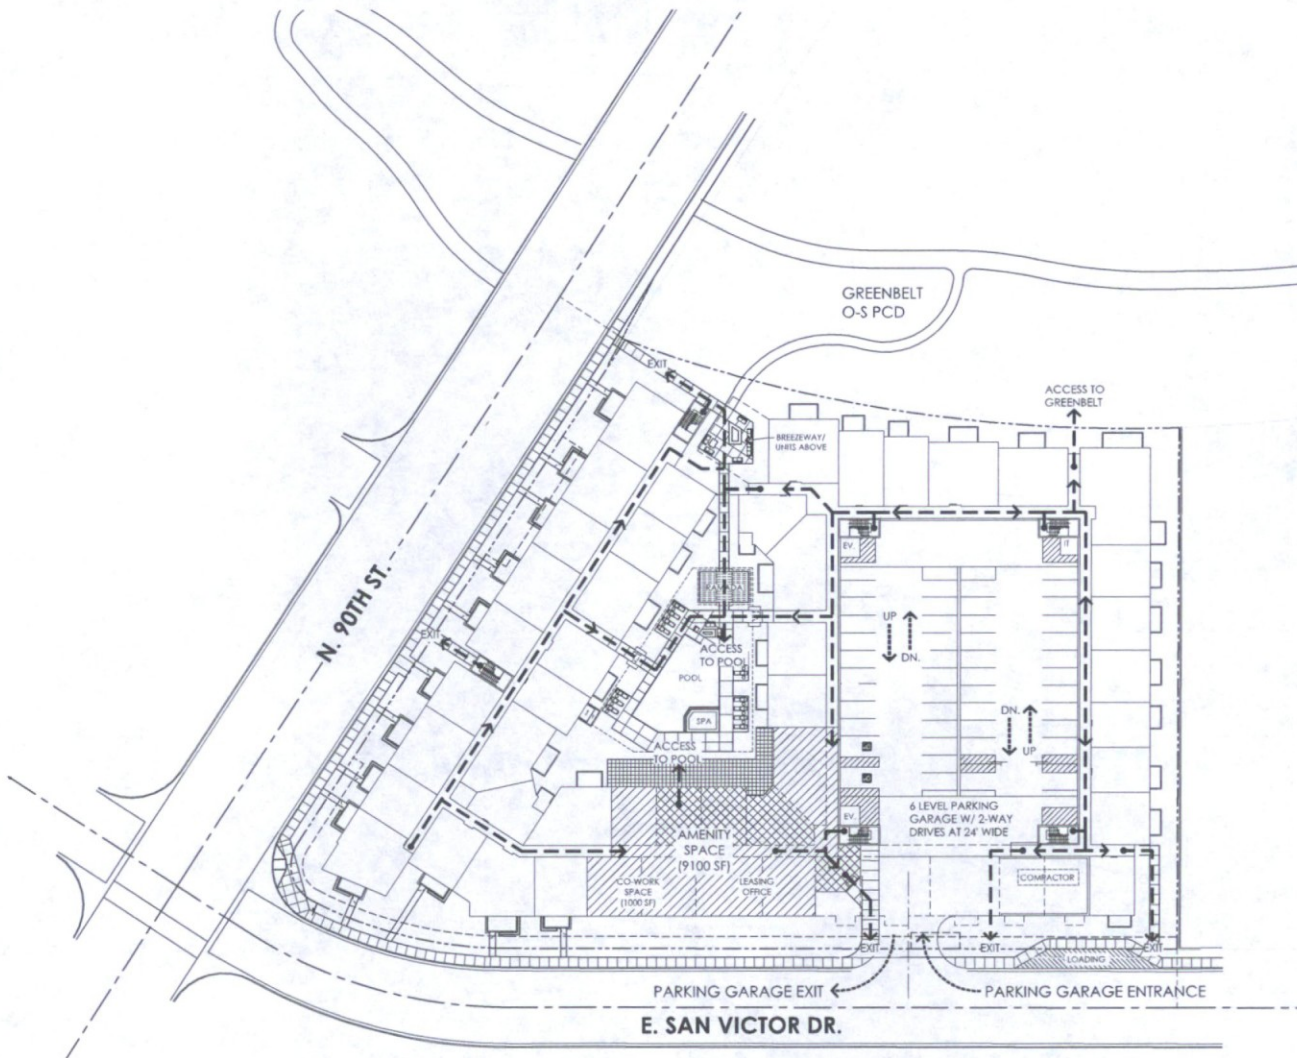 GREENBELT
O-S PCD
EXIT
ACCESS TO
GREENBELT
BREEZEWAY/
UNITS ABOVE
EV.
IT
RAMADA
N. 90TH ST.
EXIT
UP
DN.
ACCESS
TO POOL
POOL
SPA
DN.
UP
ACCESS
TO POOL
EV.
6 LEVEL PARKING
GARAGE W/ 2-WAY
DRIVES AT 24' WIDE
AMENITY
SPACE
(9100 SF)
CO-WORK
SPACE
(1000 SF)
LEASING
OFFICE
COMPACTOR
EXIT
EXIT
EXIT
LOADING
PARKING GARAGE EXIT
PARKING GARAGE ENTRANCE
E. SAN VICTOR DR.